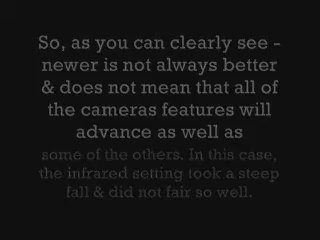 So, as you can clearly see -
newer is not always better
& does not mean that all of
the cameras features will
advance as well as
some of the others. In this case,
the infrared setting took a steep
fall & did not fair so well.